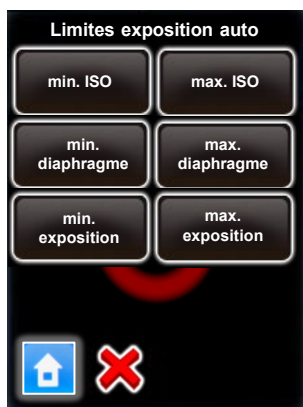 Limites exposition auto
min. ISO
max. ISO
min.
diaphragme
max.
diaphragme
min.
exposition
max.
exposition